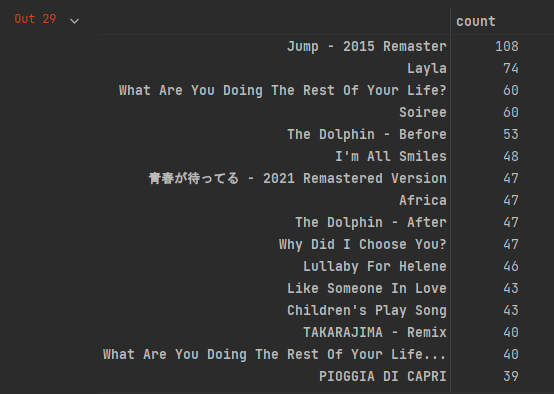 Out 29
count
Jump - 2015 Remaster 108
Layla 74
What Are You Doing The Rest Of Your Life? 60
Soiree 60
The Dolphin - Before 53
I'm All Smiles 48
青春が待ってる - 2021 Remastered Version 47
Africa 47
The Dolphin - After 47
Why Did I Choose You? 47
Lullaby For Helene 46
Like Someone In Love 43
Children's Play Song 43
TAKARAJIMA - Remix 40
What Are You Doing The Rest Of Your Life... 40
PIOGGIA DI CAPRI 39